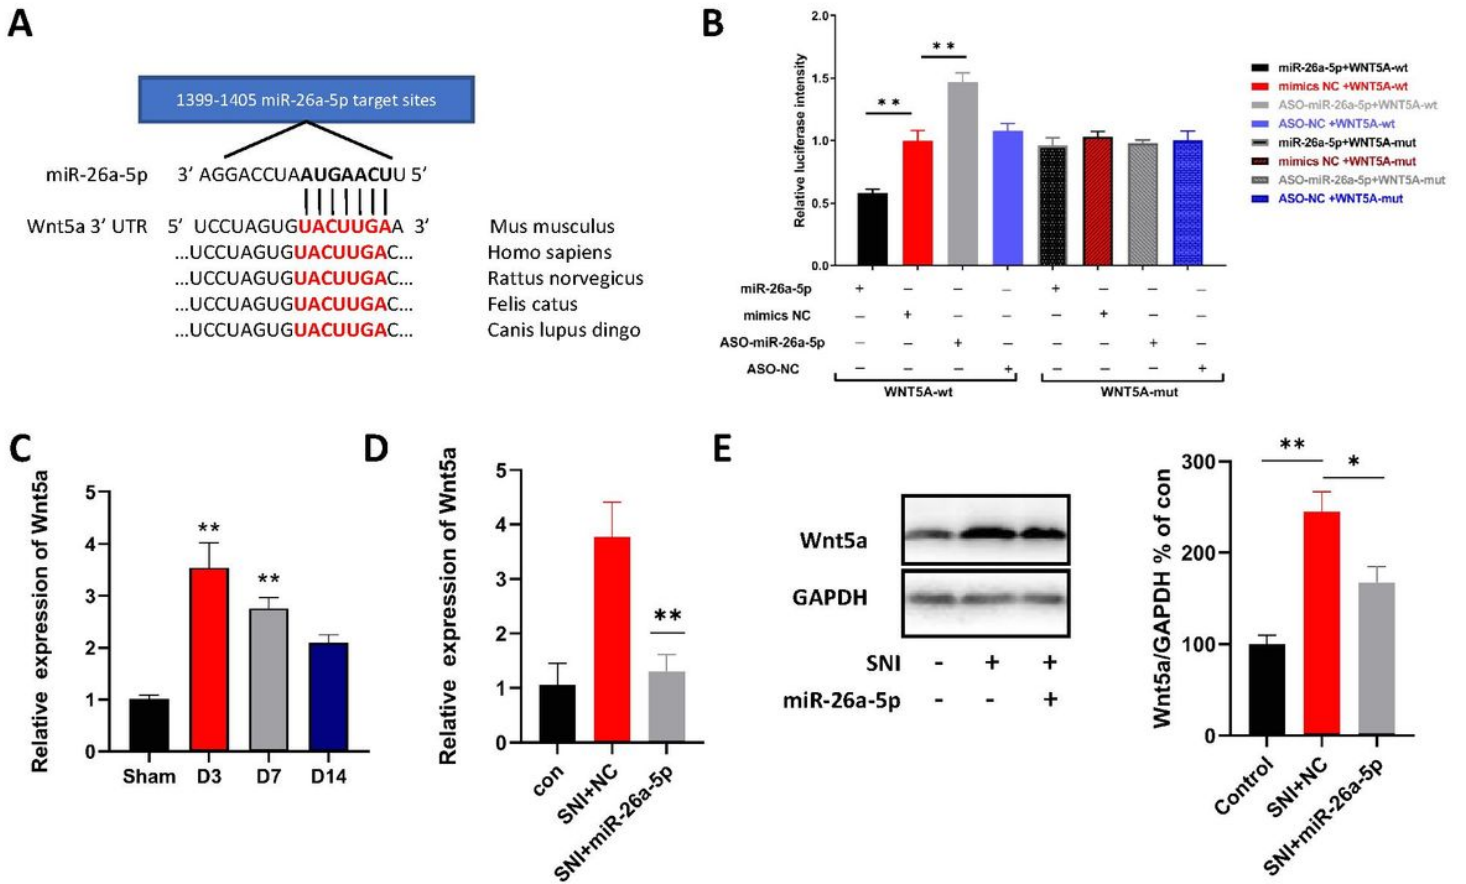 A
1399-1405 miR-26a-5p target sites
miR-26a-5p 3’ AGGACCUAAUGAACUU 5’
Wnt5a 3’ UTR 5’ UCCUAGUGUACUUGAA 3’ Mus musculus
...UCCUAGUGUACUUGAC... Homo sapiens
...UCCUAGUGUACUUGAC... Rattus norvegicus
...UCCUAGUGUACUUGAC... Felis catus
...UCCUAGUGUACUUGAC... Canis lupus dingo
B
Relative luciferase intensity
2.0
1.5
1.0
0.5
0.0
**
**
miR-26a-5p + – – – + – – –
mimics NC – + – – – + – –
ASO-miR-26a-5p – – + – – – + –
ASO-NC – – – + – – – +
WNT5A-wt WNT5A-mut
miR-26a-5p+WNT5A-wt
mimics NC +WNT5A-wt
ASO-miR-26a-5p+WNT5A-wt
ASO-NC +WNT5A-wt
miR-26a-5p+WNT5A-mut
mimics NC +WNT5A-mut
ASO-miR-26a-5p+WNT5A-mut
ASO-NC +WNT5A-mut
C
Relative expression of Wnt5a
5
4
3
2
1
0
**
**
Sham D3 D7 D14
D
Relative expression of Wnt5a
5
4
3
2
1
0
**
con
SNI+NC
SNI+miR-26a-5p
E
Wnt5a
GAPDH
SNI - + +
miR-26a-5p - - +
Wnt5a/GAPDH % of con
300
200
100
0
**
*
Control
SNI+NC
SNI+miR-26a-5p